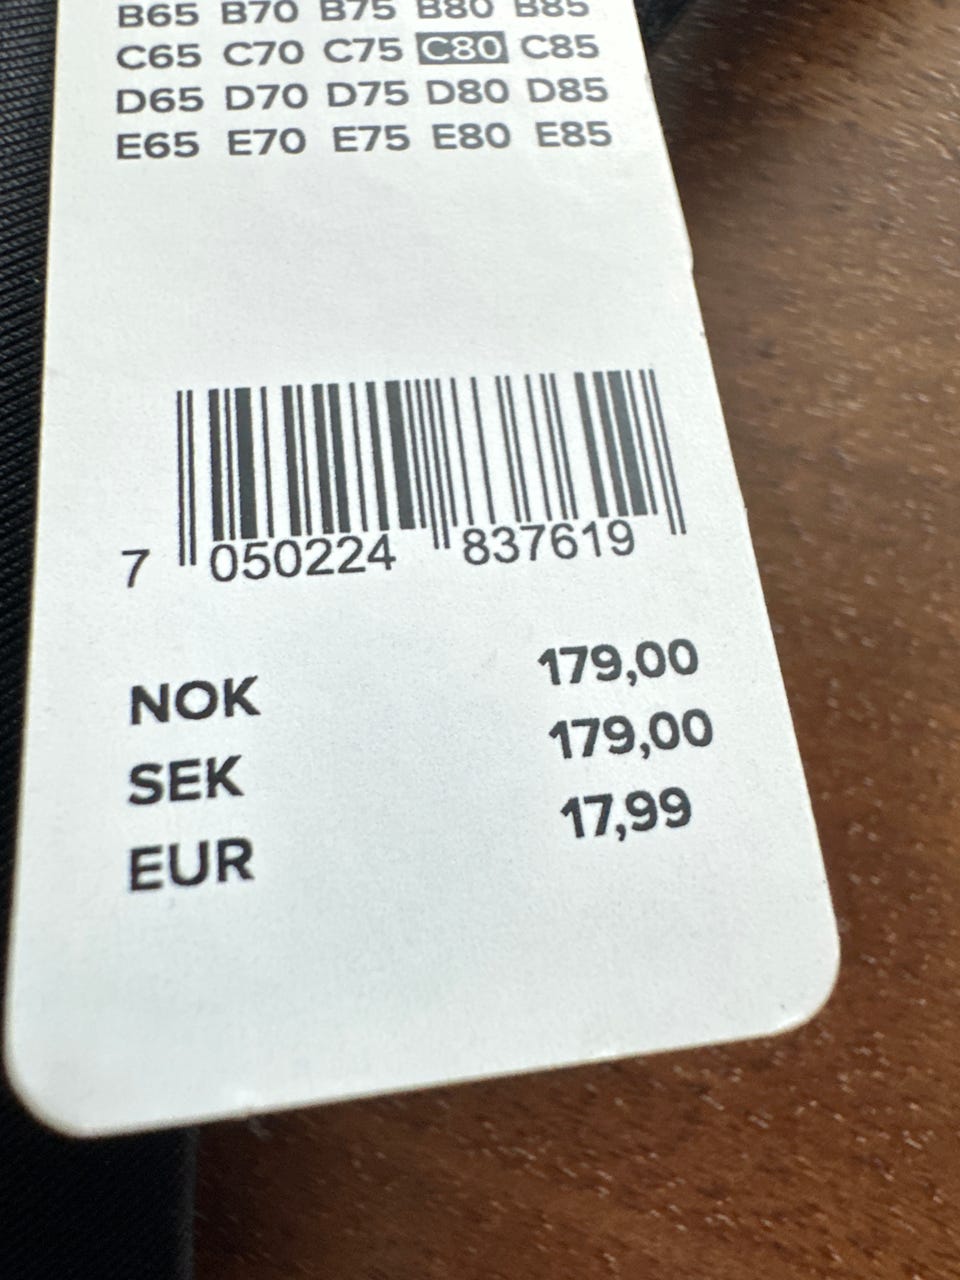 B65 B70 B75 B80 B85
C65 C70 C75 C80 C85
D65 D70 D75 D80 D85
E65 E70 E75 E80 E85
7 050224 837619
NOK 179,00
SEK 179,00
EUR 17,99